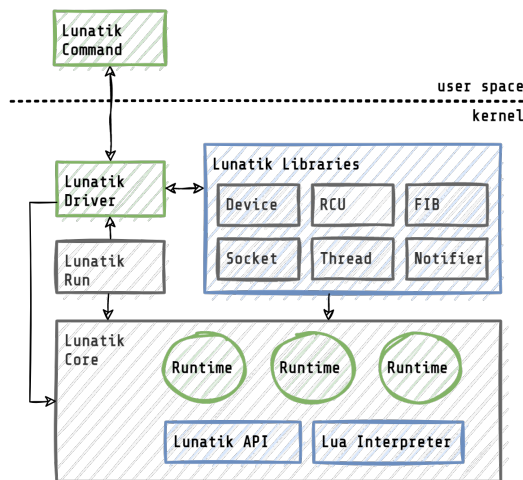 Lunatik
Command
user space
kernel
Lunatik
Driver
Lunatik Libraries
Device
RCU
FIB
Socket
Thread
Notifier
Lunatik
Run
Lunatik
Core
Runtime
Runtime
Runtime
Lunatik API
Lua Interpreter